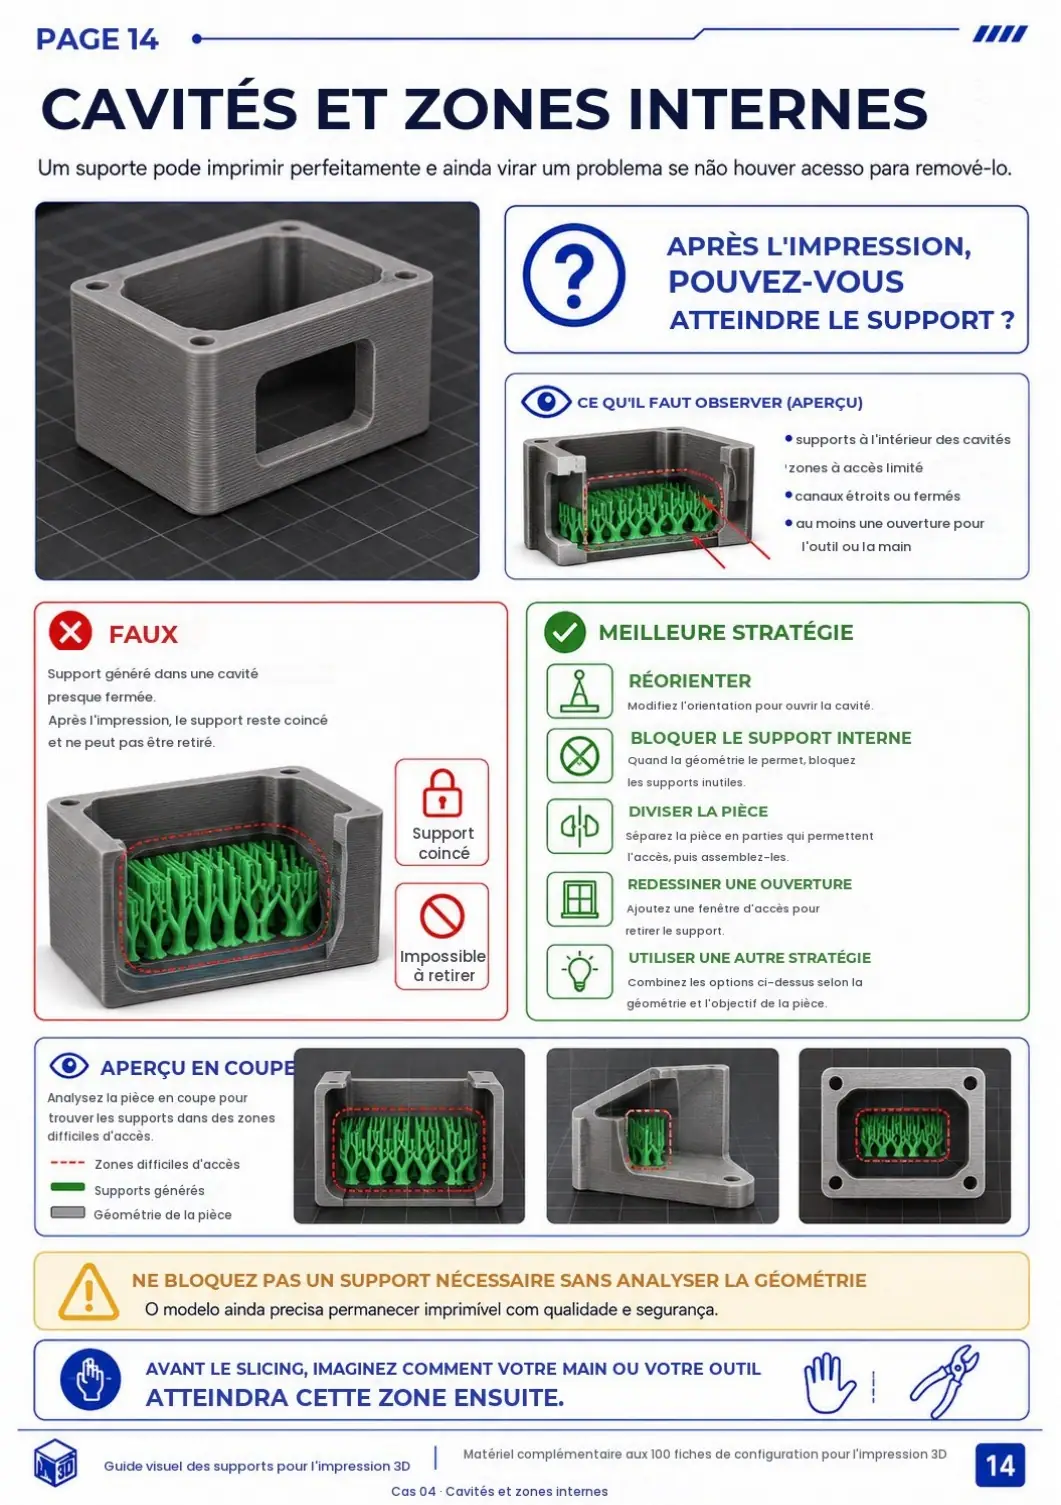 PAGE 14
CAVITÉS ET ZONES INTERNES
Um suporte pode imprimir perfeitamente e ainda virar um problema se não houver acesso para removê-lo.
?
APRÈS L'IMPRESSION,
POUVEZ-VOUS
ATTEINDRE LE SUPPORT ?
CE QU'IL FAUT OBSERVER (APERÇU)
supports à l'intérieur des cavités
zones à accès limité
canaux étroits ou fermés
au moins une ouverture pour
l'outil ou la main
FAUX
Support généré dans une cavité
presque fermée.
Après l'impression, le support reste coincé
et ne peut pas être retiré.
Support
coincé
Impossible
à retirer
MEILLEURE STRATÉGIE
RÉORIENTER
Modifiez l'orientation pour ouvrir la cavité.
BLOQUER LE SUPPORT INTERNE
Quand la géométrie le permet, bloquez
les supports inutiles.
DIVISER LA PIÈCE
Séparez la pièce en parties qui permettent
l'accès, puis assemblez-les.
REDESSINER UNE OUVERTURE
Ajoutez une fenêtre d'accès pour
retirer le support.
UTILISER UNE AUTRE STRATÉGIE
Combinez les options ci-dessus selon la
géométrie et l'objectif de la pièce.
APERÇU EN COUPE
Analysez la pièce en coupe pour
trouver les supports dans des zones
difficiles d'accès.
Zones difficiles d'accès
Supports générés
Géométrie de la pièce
NE BLOQUEZ PAS UN SUPPORT NÉCESSAIRE SANS ANALYSER LA GÉOMÉTRIE
O modelo ainda precisa permanecer imprimível com qualidade e segurança.
AVANT LE SLICING, IMAGINEZ COMMENT VOTRE MAIN OU VOTRE OUTIL
ATTEINDRA CETTE ZONE ENSUITE.
3D
Guide visuel des supports pour l'impression 3D
Matériel complémentaire aux 100 fiches de configuration pour l'impression 3D
14
Cas 04 · Cavités et zones internes